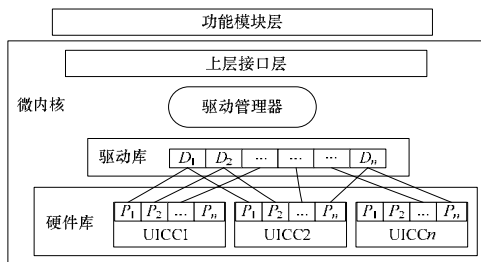 功能模块层
上层接口层
微内核
驱动管理器
驱动库 D1 D2 ... ... ... Dn
硬件库 P1 P2 ... Pn P1 P2 ... Pn P1 P2 ... Pn
UICC1 UICC2 UICCn